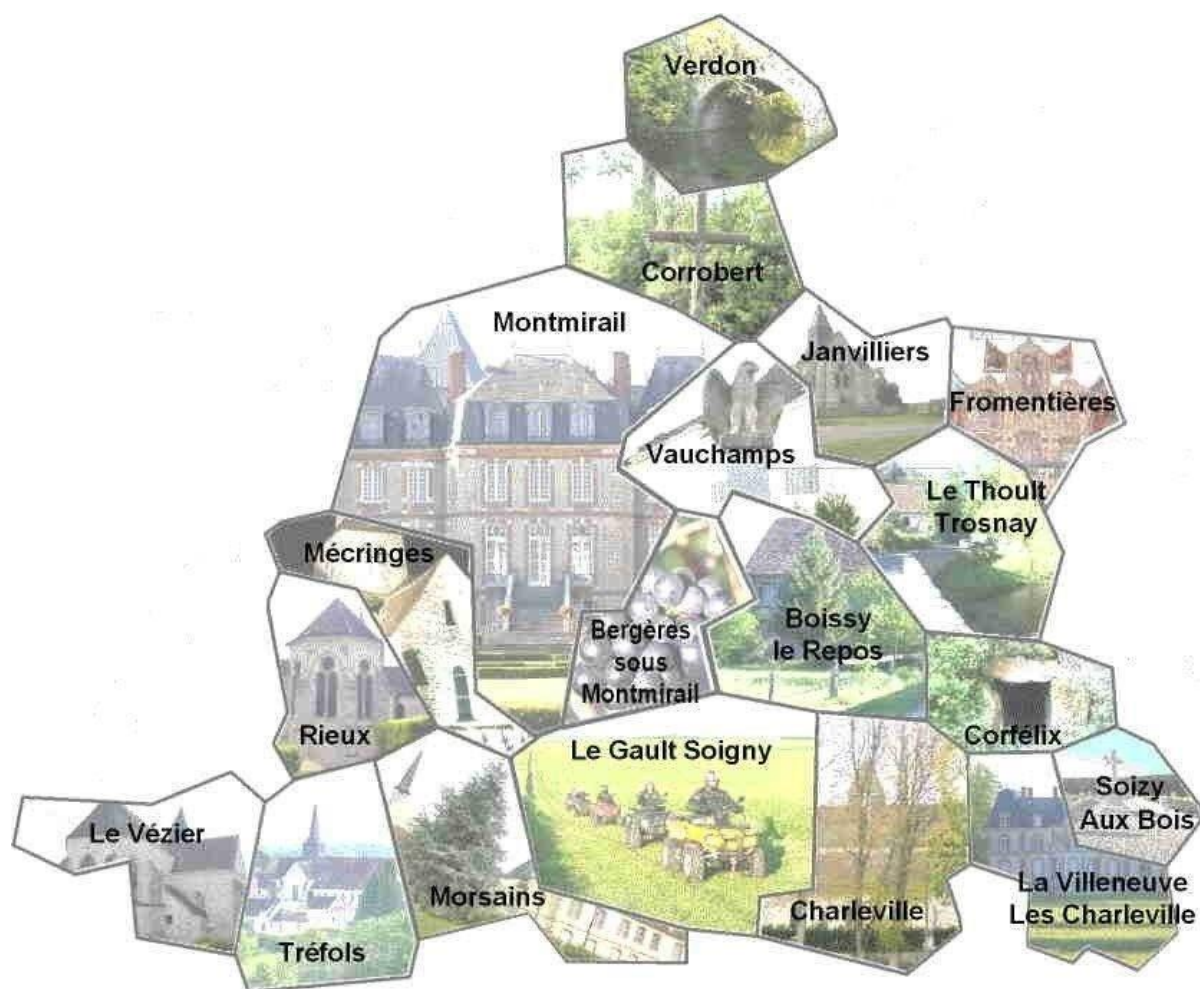 Verdon
Corrobert
Montmirail
Janvilliers
Fromentières
Vauchamps
Le Thoult
Trosnay
Mécringes
Bergères
sous
Montmirail
Boissy
le Repos
Rieux
Corfélix
Le Gault Soigny
Soizy
Aux Bois
Le Vézier
Morsains
Charleville
La Villeneuve
Les Charleville
Tréfols